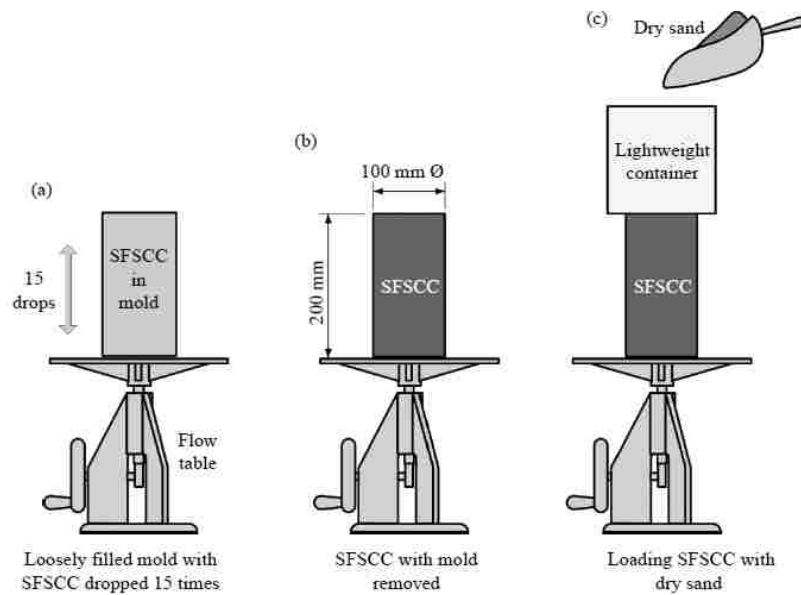 (a)
15
drops
SFSCC
in
mold
Flow
table
Loosely filled mold with
SFSCC dropped 15 times
(b)
100 mm Ø
200 mm
SFSCC
SFSCC with mold
removed
(c)
Dry sand
Lightweight
container
SFSCC
Loading SFSCC with
dry sand